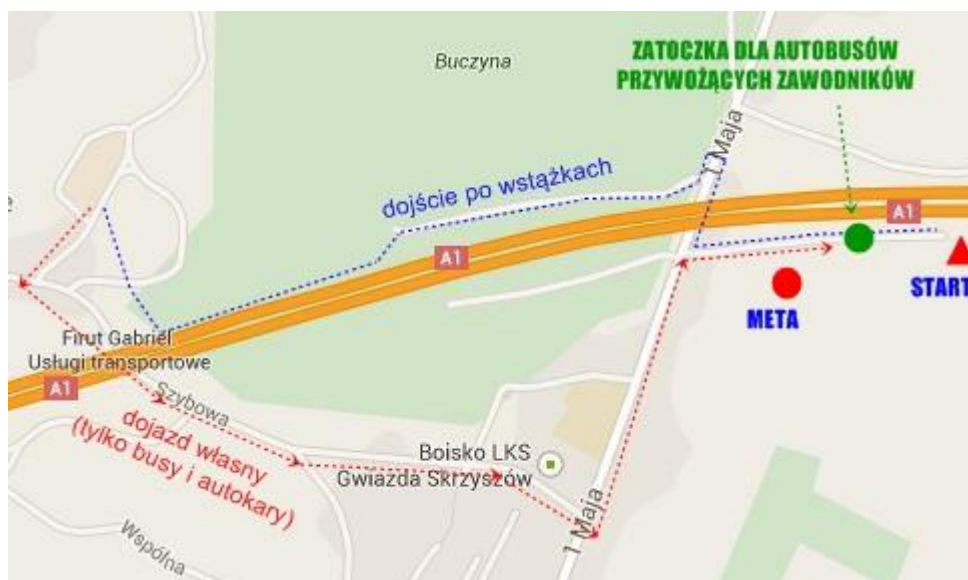 Buczyna
ZATOCZKA DLA AUTOBUSÓW
PRZYWOŻĄCYCH ZAWODNIKÓW
1 Maja
dojście po wstążkach
A1
A1
START
META
Firut Gabriel
Usługi transportowe
A1
Szybowa
dojazd własny
(tylko busy i autokary)
Boisko LKS
Gwiazda Skrzyszów
1 Maja
Wspólna